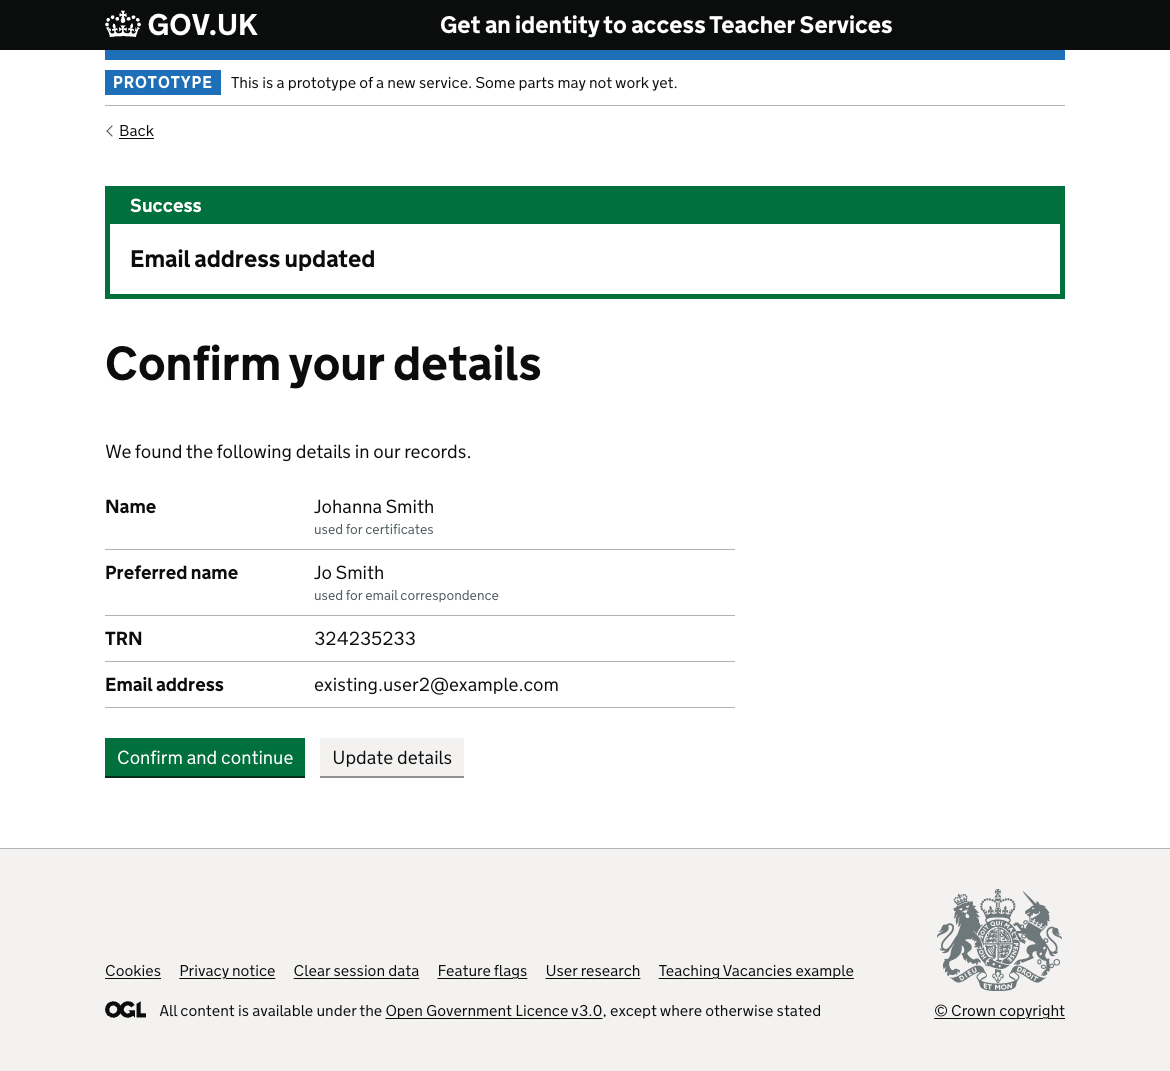 GOV.UK Get an identity to access Teacher Services
PROTOTYPE This is a prototype of a new service. Some parts may not work yet.
Back
Success
Email address updated
Confirm your details
We found the following details in our records.
Name Johanna Smith
used for certificates
Preferred name Jo Smith
used for email correspondence
TRN 324235233
Email address existing.user2@example.com
Confirm and continue Update details
Cookies Privacy notice Clear session data Feature flags User research Teaching Vacancies example
OGL All content is available under the Open Government Licence v3.0, except where otherwise stated
DIEU ET MON DROIT
© Crown copyright